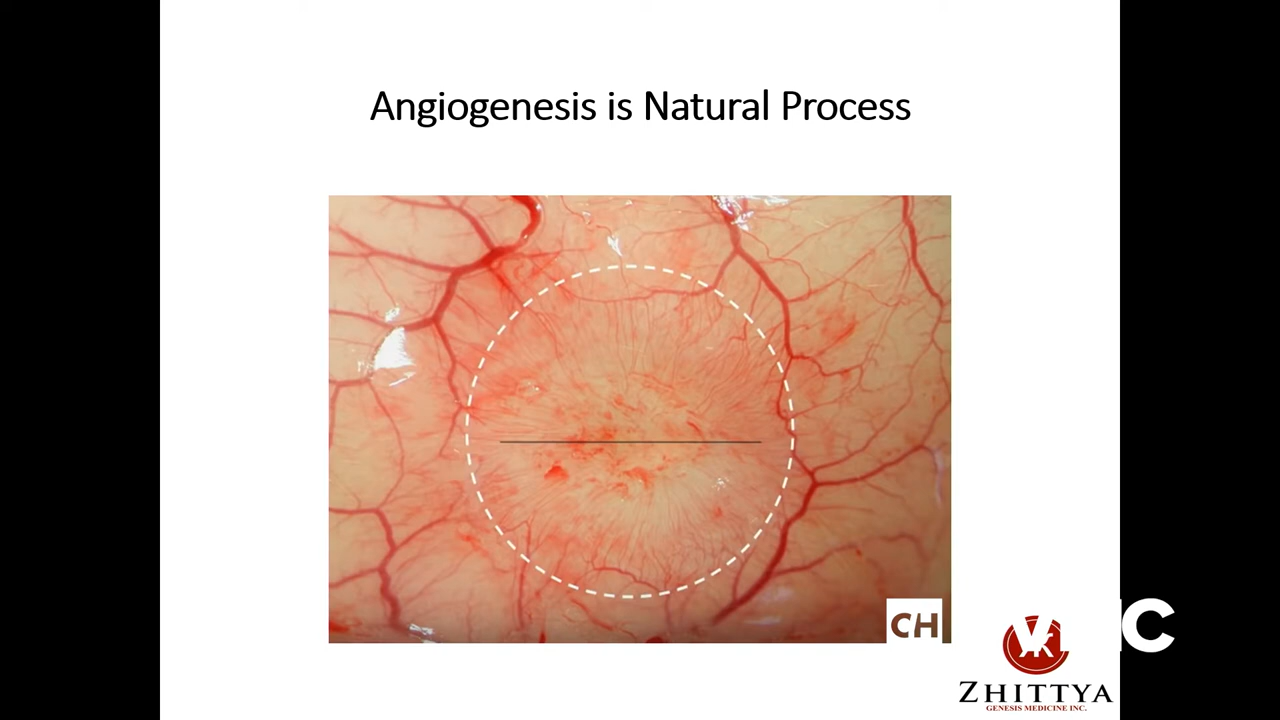 Angiogenesis is Natural Process
CH
C
ZHITTYA
GENESIS MEDICINE INC.